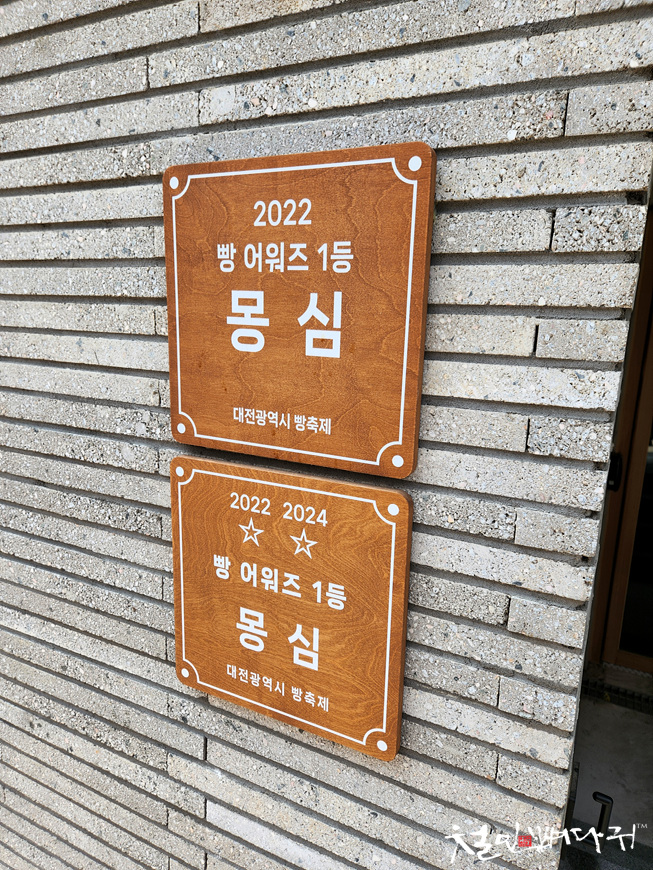 2022
빵 어워즈 1등
몽 심
대전광역시 빵축제
2022 2024
☆ ☆
빵 어워즈 1등
몽 심
대전광역시 빵축제